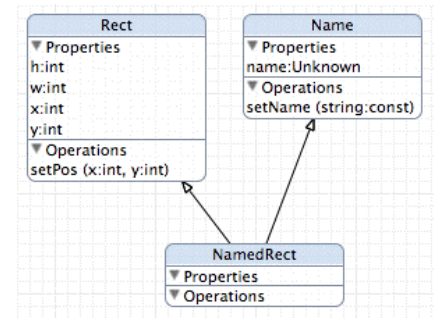 Rect
Properties
h:int
w:int
x:int
y:int
Operations
setPos (x:int, y:int)
Name
Properties
name:Unknown
Operations
setName (string:const)
NamedRect
Properties
Operations